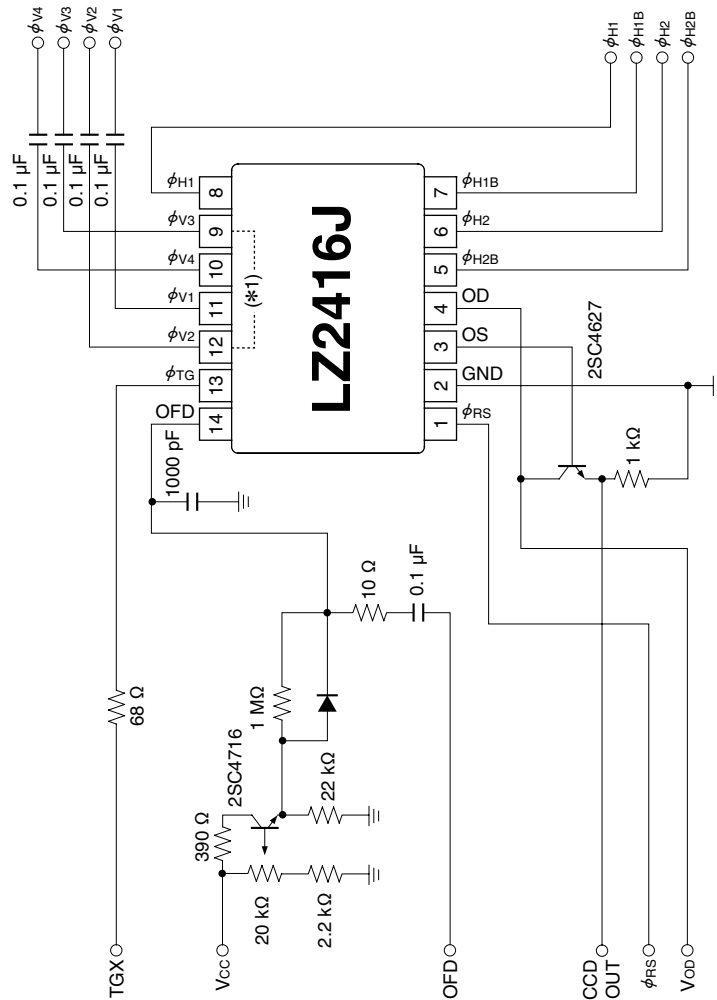 ϕV4
ϕV3
ϕV2
ϕV1
0.1 µF
0.1 µF
0.1 µF
0.1 µF
ϕH1
ϕH1B
ϕH2
ϕH2B
ϕH1
ϕV3
ϕV4
ϕV1
ϕV2
ϕTG
OFD
8
9
10
11
12
13
14
(*1)
LZ2416J
7
6
5
4
3
2
1
ϕH1B
ϕH2
ϕH2B
OD
OS
GND
ϕRS
1000 pF
2SC4627
1 kΩ
10 Ω
0.1 µF
68 Ω
1 MΩ
2SC4716
22 kΩ
390 Ω
20 kΩ
2.2 kΩ
TGX
VCC
OFD
CCD
OUT
ϕRS
VOD